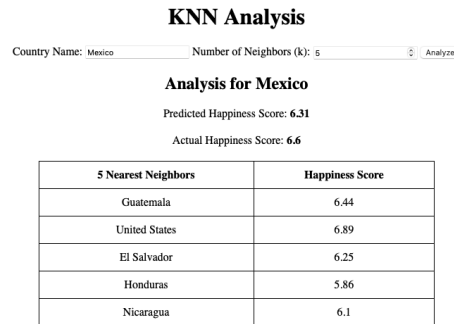 KNN Analysis
Country Name: Mexico Number of Neighbors (k): 5 Analyze
Analysis for Mexico
Predicted Happiness Score: 6.31
Actual Happiness Score: 6.6
5 Nearest Neighbors Happiness Score
Guatemala 6.44
United States 6.89
El Salvador 6.25
Honduras 5.86
Nicaragua 6.1